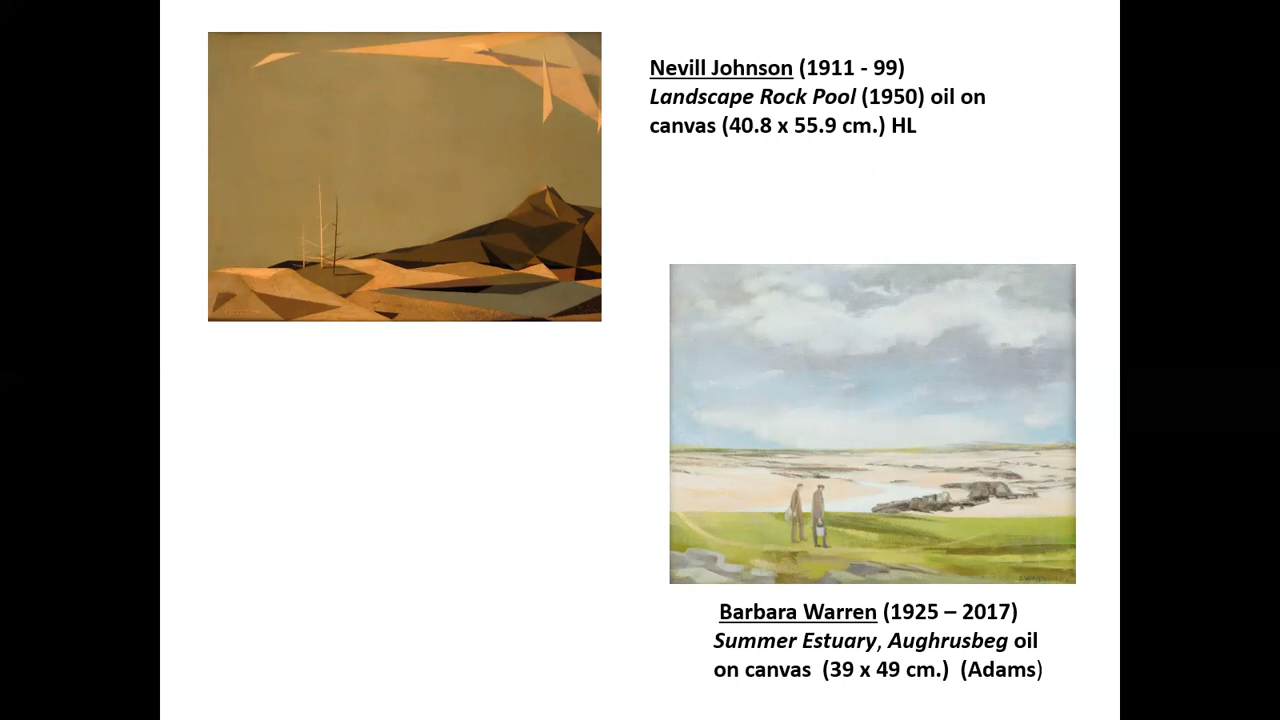 Nevill Johnson (1911 - 99)
Landscape Rock Pool (1950) oil on
canvas (40.8 x 55.9 cm.) HL
Barbara Warren (1925 – 2017)
Summer Estuary, Aughrusbeg oil
on canvas  (39 x 49 cm.)  (Adams)